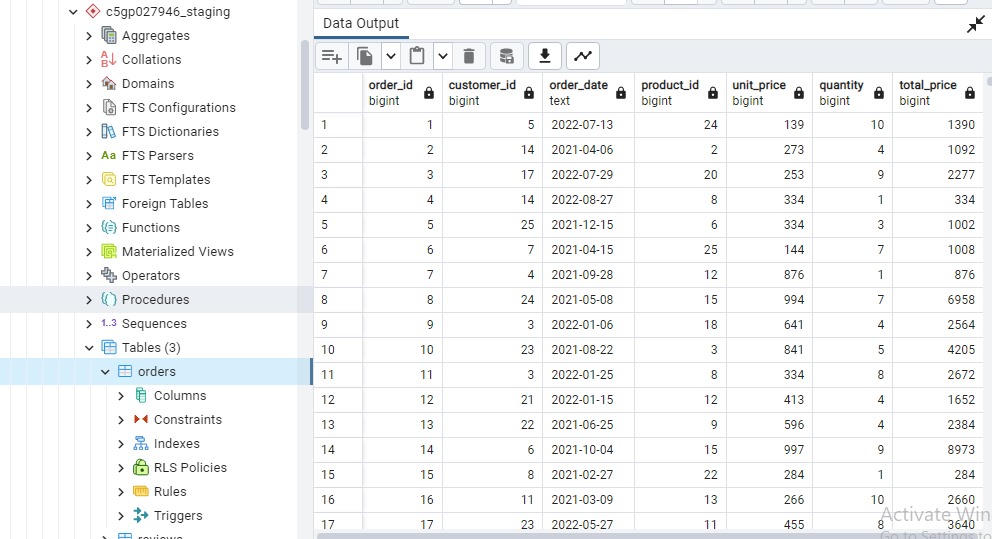 c5gp027946_staging
Aggregates
Collations
Domains
FTS Configurations
FTS Dictionaries
Aa FTS Parsers
FTS Templates
Foreign Tables
Functions
Materialized Views
Operators
Procedures
1..3 Sequences
Tables (3)
orders
Columns
Constraints
Indexes
RLS Policies
Rules
Triggers
Data Output
order_id customer_id order_date product_id unit_price quantity total_price
bigint bigint text bigint bigint bigint bigint
1 1 5 2022-07-13 24 139 10 1390
2 2 14 2021-04-06 2 273 4 1092
3 3 17 2022-07-29 20 253 9 2277
4 4 14 2022-08-27 8 334 1 334
5 5 25 2021-12-15 6 334 3 1002
6 6 7 2021-04-15 25 144 7 1008
7 7 4 2021-09-28 12 876 1 876
8 8 24 2021-05-08 15 994 7 6958
9 9 3 2022-01-06 18 641 4 2564
10 10 23 2021-08-22 3 841 5 4205
11 11 3 2022-01-25 8 334 8 2672
12 12 21 2022-01-15 12 413 4 1652
13 13 22 2021-06-25 9 596 4 2384
14 14 6 2021-10-04 15 997 9 8973
15 15 8 2021-02-27 22 284 1 284
16 16 11 2021-03-09 13 266 10 2660
17 17 23 2022-05-27 11 455 8 3640
Activate Win